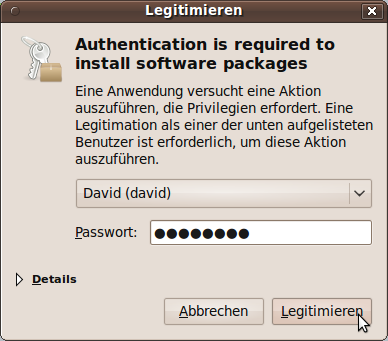 Legitimieren
Authentication is required to
install software packages
Eine Anwendung versucht eine Aktion
auszuführen, die Privilegien erfordert. Eine
Legitimation als einer der unten aufgelisteten
Benutzer ist erforderlich, um diese Aktion
auszuführen.
David (david)
Passwort: ●●●●●●●●
Details
Abbrechen Legitimieren